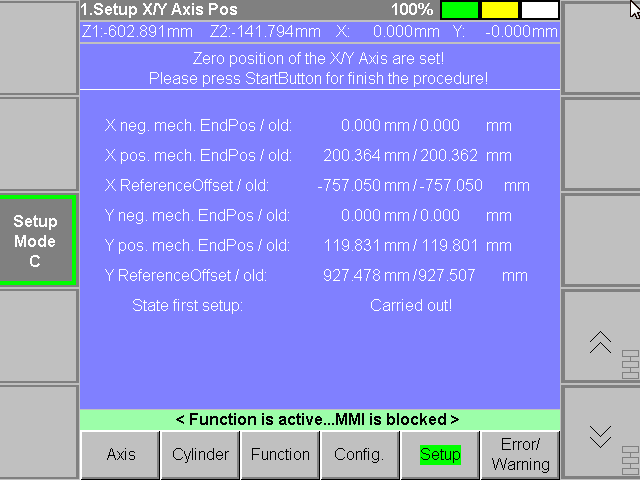 1.Setup X/Y Axis Pos 100%
Z1:-602.891mm Z2:-141.794mm X: 0.000mm Y: -0.000mm
Zero position of the X/Y Axis are set!
Please press StartButton for finish the procedure!
X neg. mech. EndPos / old: 0.000 mm / 0.000 mm
X pos. mech. EndPos / old: 200.364 mm / 200.362 mm
X ReferenceOffset / old: -757.050 mm / -757.050 mm
Y neg. mech. EndPos / old: 0.000 mm / 0.000 mm
Y pos. mech. EndPos / old: 119.831 mm / 119.801 mm
Y ReferenceOffset / old: 927.478 mm /927.507 mm
State first setup: Carried out!
Setup
Mode
C
< Function is active...MMI is blocked >
Axis Cylinder Function Config. Setup Error/
Warning